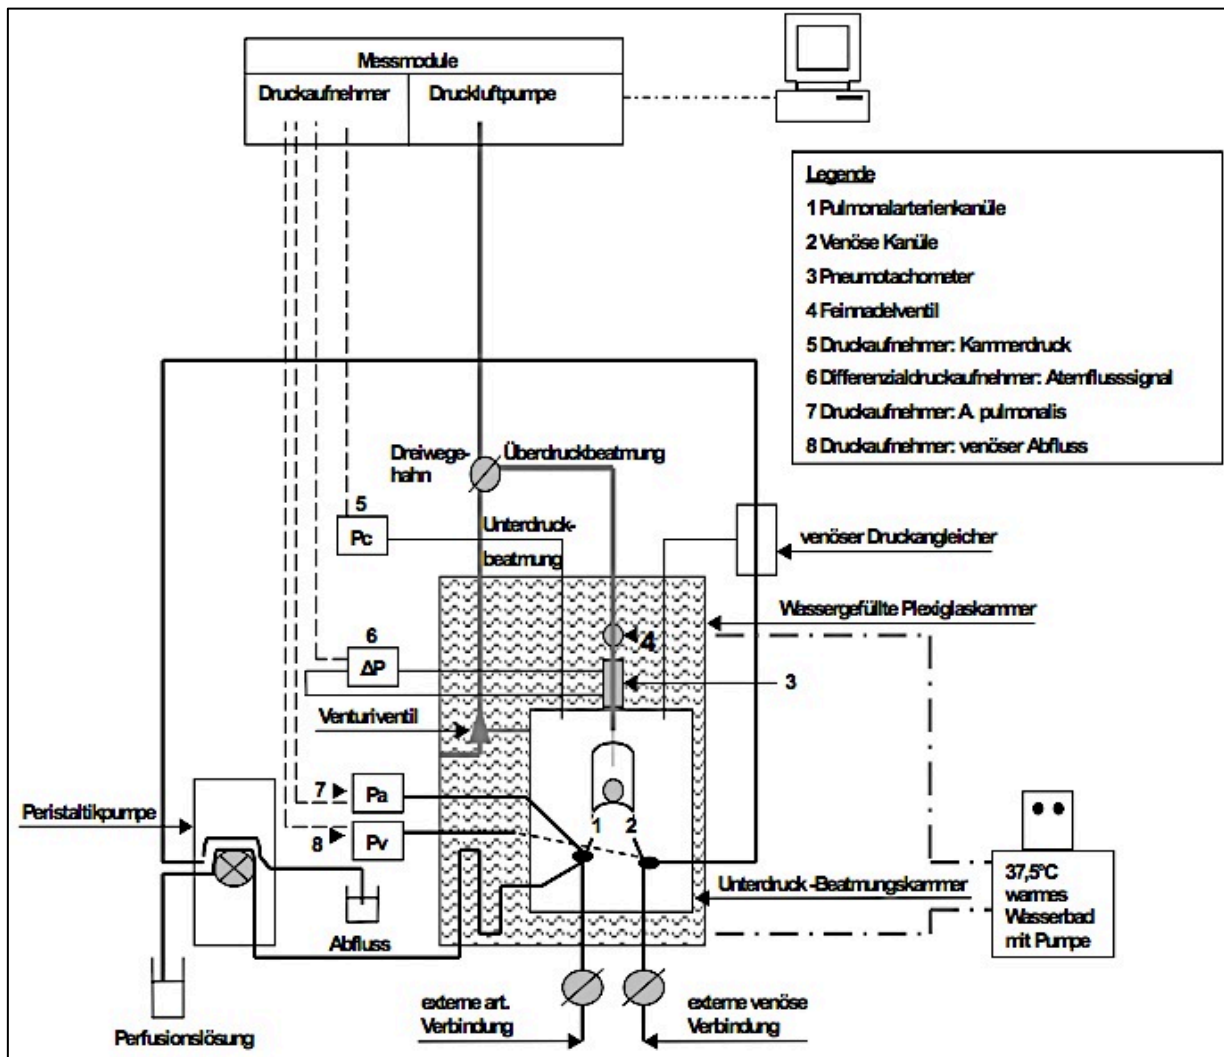 Messmodule
Druckaufnehmer
Druckluftpumpe
Legende
1 Pulmonalarterienkanüle
2 Venöse Kanüle
3 Pneumotachometer
4 Feinnadelventil
5 Druckaufnehmer: Kammerdruck
6 Differenzialdruckaufnehmer: Atemflusssignal
7 Druckaufnehmer: A. pulmonalis
8 Druckaufnehmer: venöser Abfluss
Dreiwege-
hahn
Überdruckbeatmung
5
Pc
Unterdruck-
beatmung
venöser Druckangleicher
Wassergefüllte Plexiglaskammer
4
6
ΔP
3
Venturiventil
7
Pa
Peristaltikpumpe
8
Pv
1
2
Unterdruck-Beatmungskammer
37,5°C
warmes
Wasserbad
mit Pumpe
Abfluss
externe art.
Verbindung
externe venöse
Verbindung
Perfusionslösung